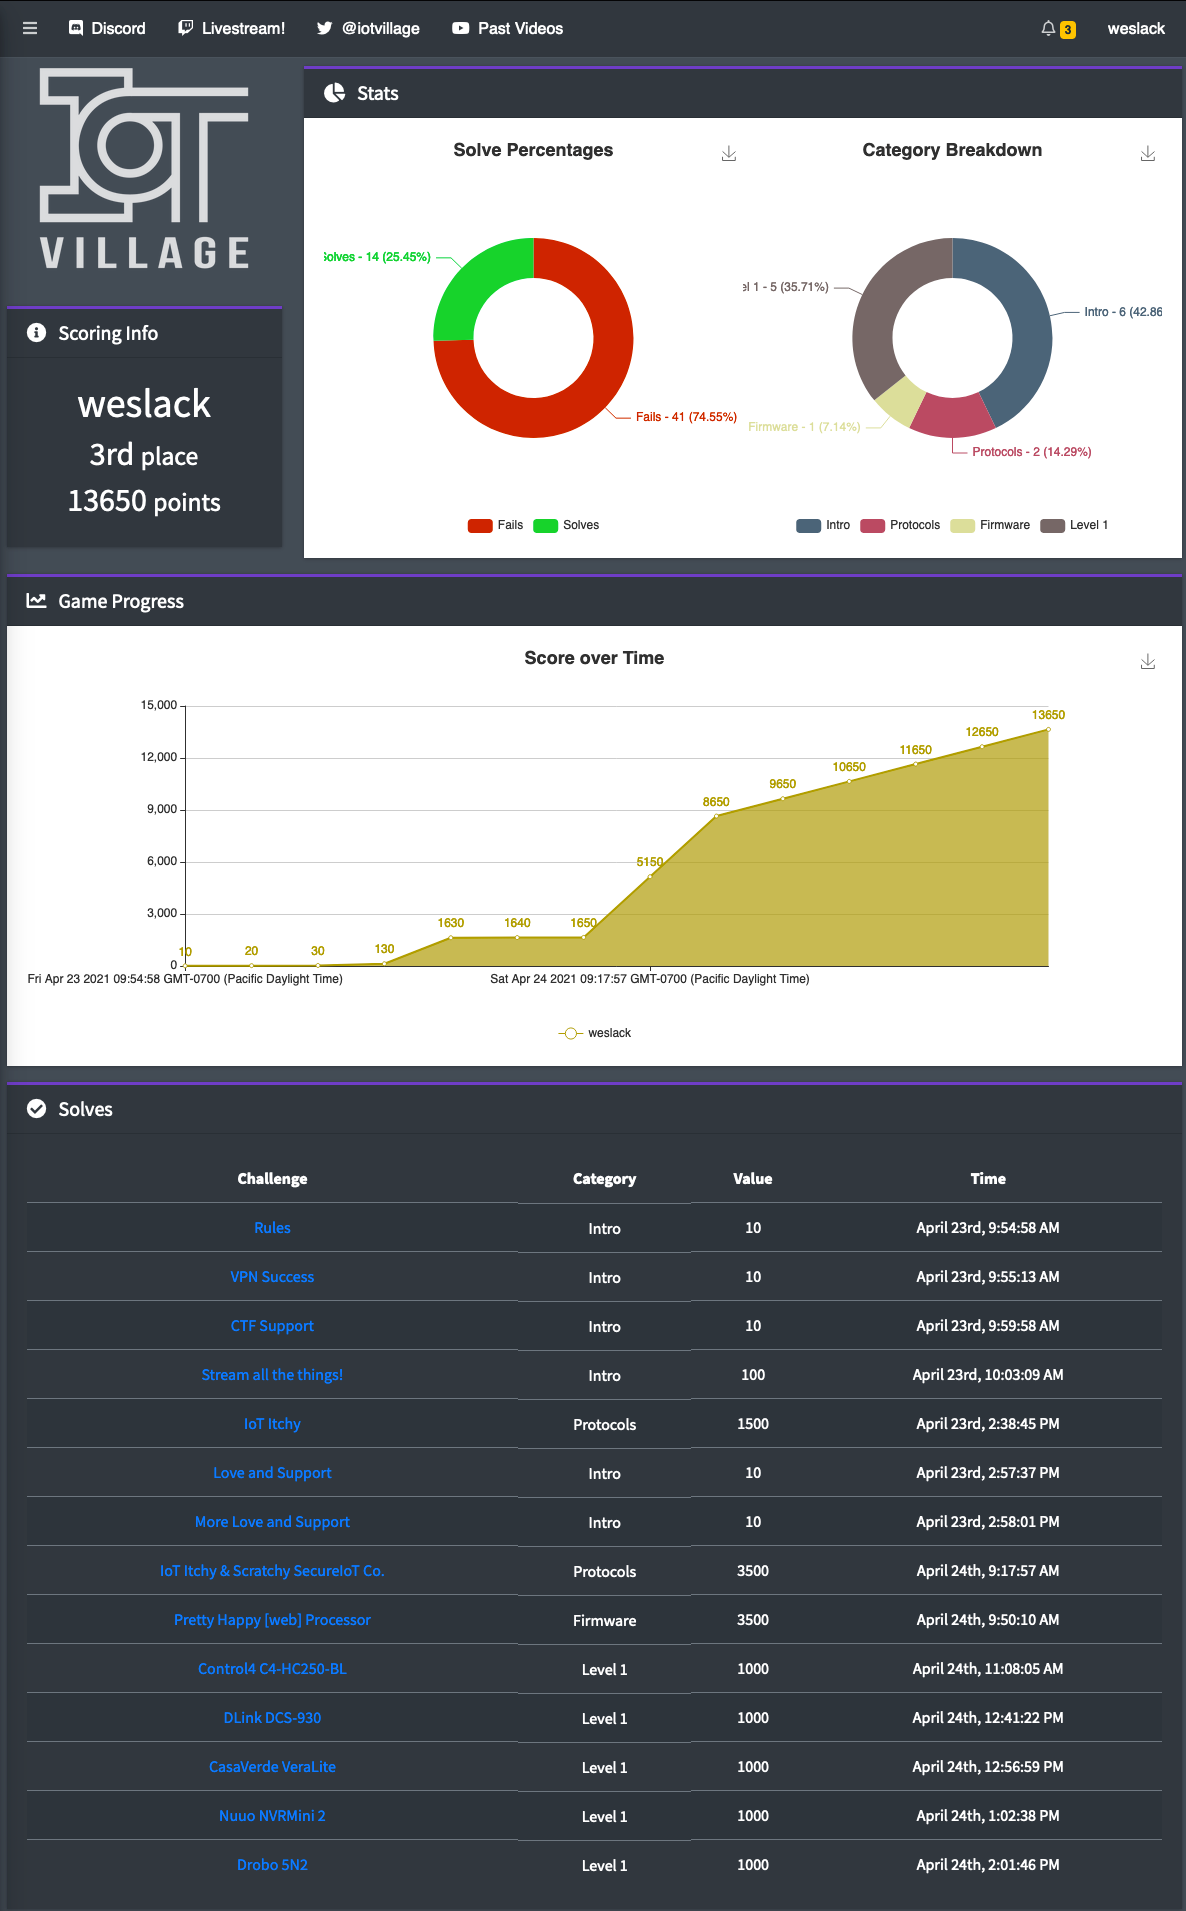 Discord Livestream! @iotvillage Past Videos 3 weslack
IoT
VILLAGE
Scoring Info
weslack
3rd place
13650 points
Stats
Solve Percentages
Solves - 14 (25.45%)
Fails - 41 (74.55%)
Fails Solves
Category Breakdown
el 1 - 5 (35.71%)
Intro - 6 (42.86
Firmware - 1 (7.14%)
Protocols - 2 (14.29%)
Intro Protocols Firmware Level 1
Game Progress
Score over Time
15,000
12,000
9,000
6,000
3,000
0
10 20 30 130 1630 1640 1650 5150 8650 9650 10650 11650 12650 13650
Fri Apr 23 2021 09:54:58 GMT-0700 (Pacific Daylight Time) Sat Apr 24 2021 09:17:57 GMT-0700 (Pacific Daylight Time)
weslack
Solves
Challenge Category Value Time
Rules Intro 10 April 23rd, 9:54:58 AM
VPN Success Intro 10 April 23rd, 9:55:13 AM
CTF Support Intro 10 April 23rd, 9:59:58 AM
Stream all the things! Intro 100 April 23rd, 10:03:09 AM
IoT Itchy Protocols 1500 April 23rd, 2:38:45 PM
Love and Support Intro 10 April 23rd, 2:57:37 PM
More Love and Support Intro 10 April 23rd, 2:58:01 PM
IoT Itchy & Scratchy SecureIoT Co. Protocols 3500 April 24th, 9:17:57 AM
Pretty Happy [web] Processor Firmware 3500 April 24th, 9:50:10 AM
Control4 C4-HC250-BL Level 1 1000 April 24th, 11:08:05 AM
DLink DCS-930 Level 1 1000 April 24th, 12:41:22 PM
CasaVerde VeraLite Level 1 1000 April 24th, 12:56:59 PM
Nuuo NVRMini 2 Level 1 1000 April 24th, 1:02:38 PM
Drobo 5N2 Level 1 1000 April 24th, 2:01:46 PM